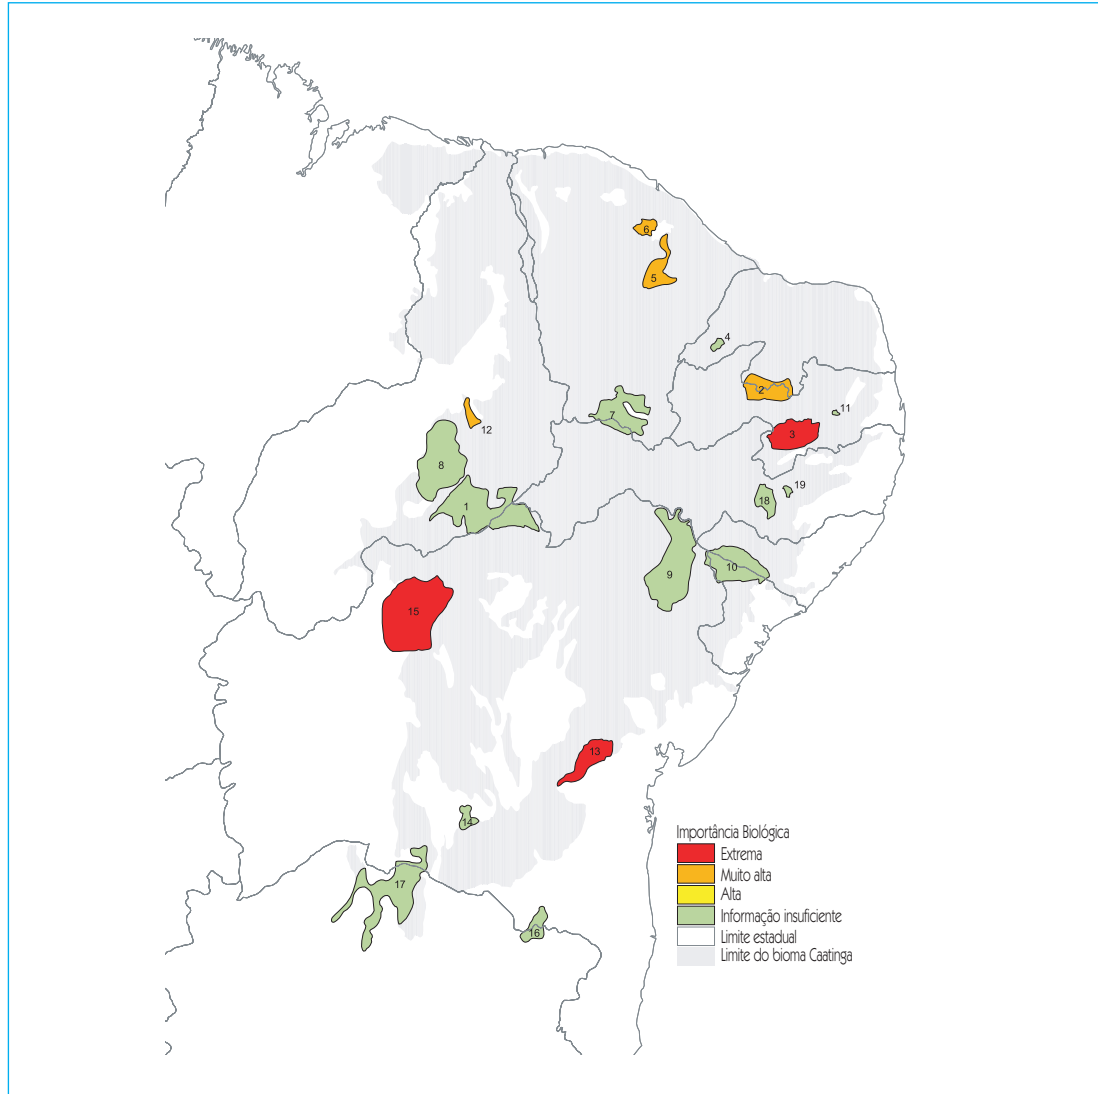 6
5
4
2
11
7
3
12
8
19
18
1
9
10
15
13
14
17
16
Importância Biológica
Extrema
Muito alta
Alta
Informação insuficiente
Limite estadual
Limite do bioma Caatinga